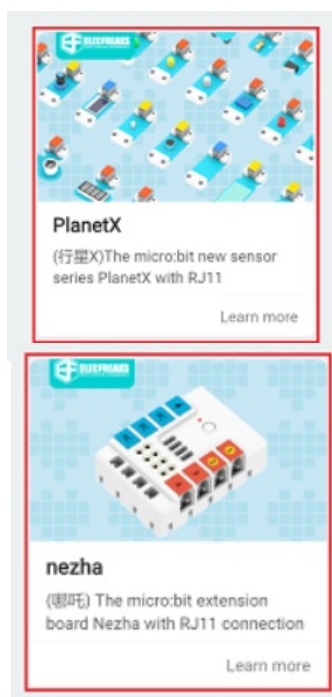 ELECFREAKS
PlanetX
(行星X)The micro:bit new sensor
series PlanetX with RJ11
Learn more
ELECFREAKS
nezha
(哪吒) The micro:bit extension
board Nezha with RJ11 connection
Learn more